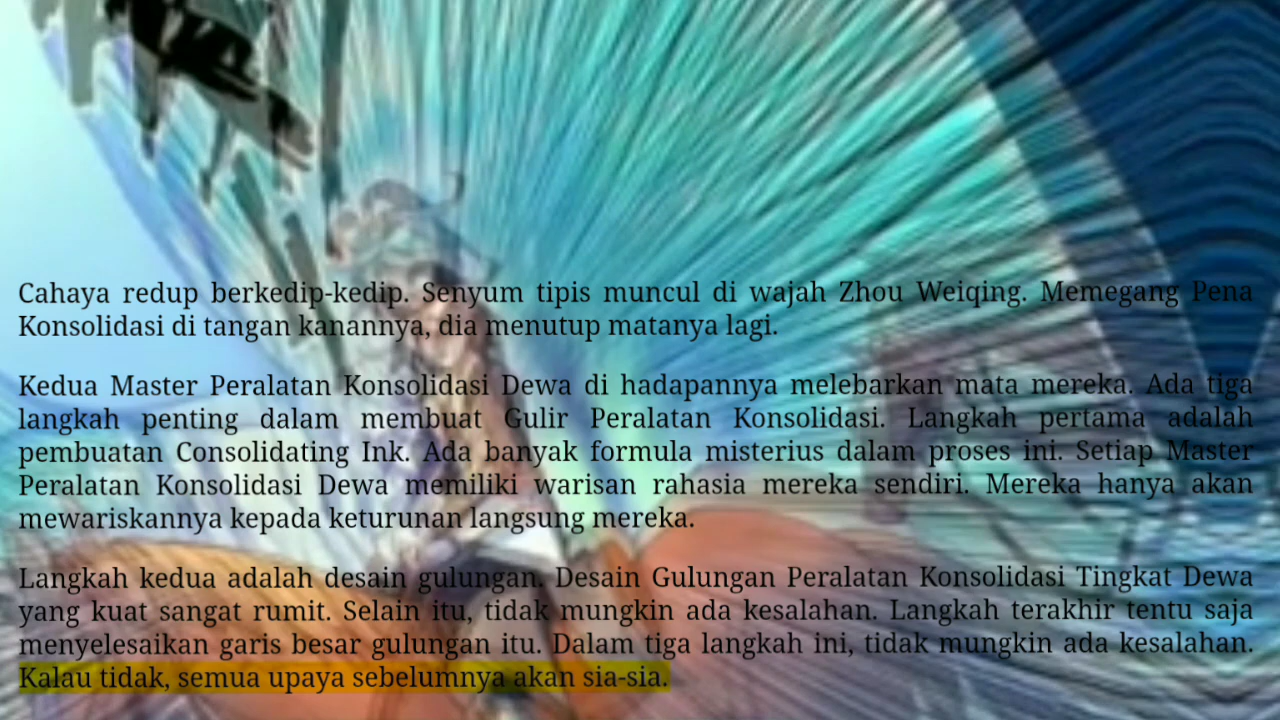 Cahaya redup berkedip-kedip. Senyum tipis muncul di wajah Zhou Weiqing. Memegang Pena
Konsolidasi di tangan kanannya, dia menutup matanya lagi.
Kedua Master Peralatan Konsolidasi Dewa di hadapannya melebarkan mata mereka. Ada tiga
langkah penting dalam membuat Gulir Peralatan Konsolidasi. Langkah pertama adalah
pembuatan Consolidating Ink. Ada banyak formula misterius dalam proses ini. Setiap Master
Peralatan Konsolidasi Dewa memiliki warisan rahasia mereka sendiri. Mereka hanya akan
mewariskannya kepada keturunan langsung mereka.
Langkah kedua adalah desain gulungan. Desain Gulungan Peralatan Konsolidasi Tingkat Dewa
yang kuat sangat rumit. Selain itu, tidak mungkin ada kesalahan. Langkah terakhir tentu saja
menyelesaikan garis besar gulungan itu. Dalam tiga langkah ini, tidak mungkin ada kesalahan.
Kalau tidak, semua upaya sebelumnya akan sia-sia.